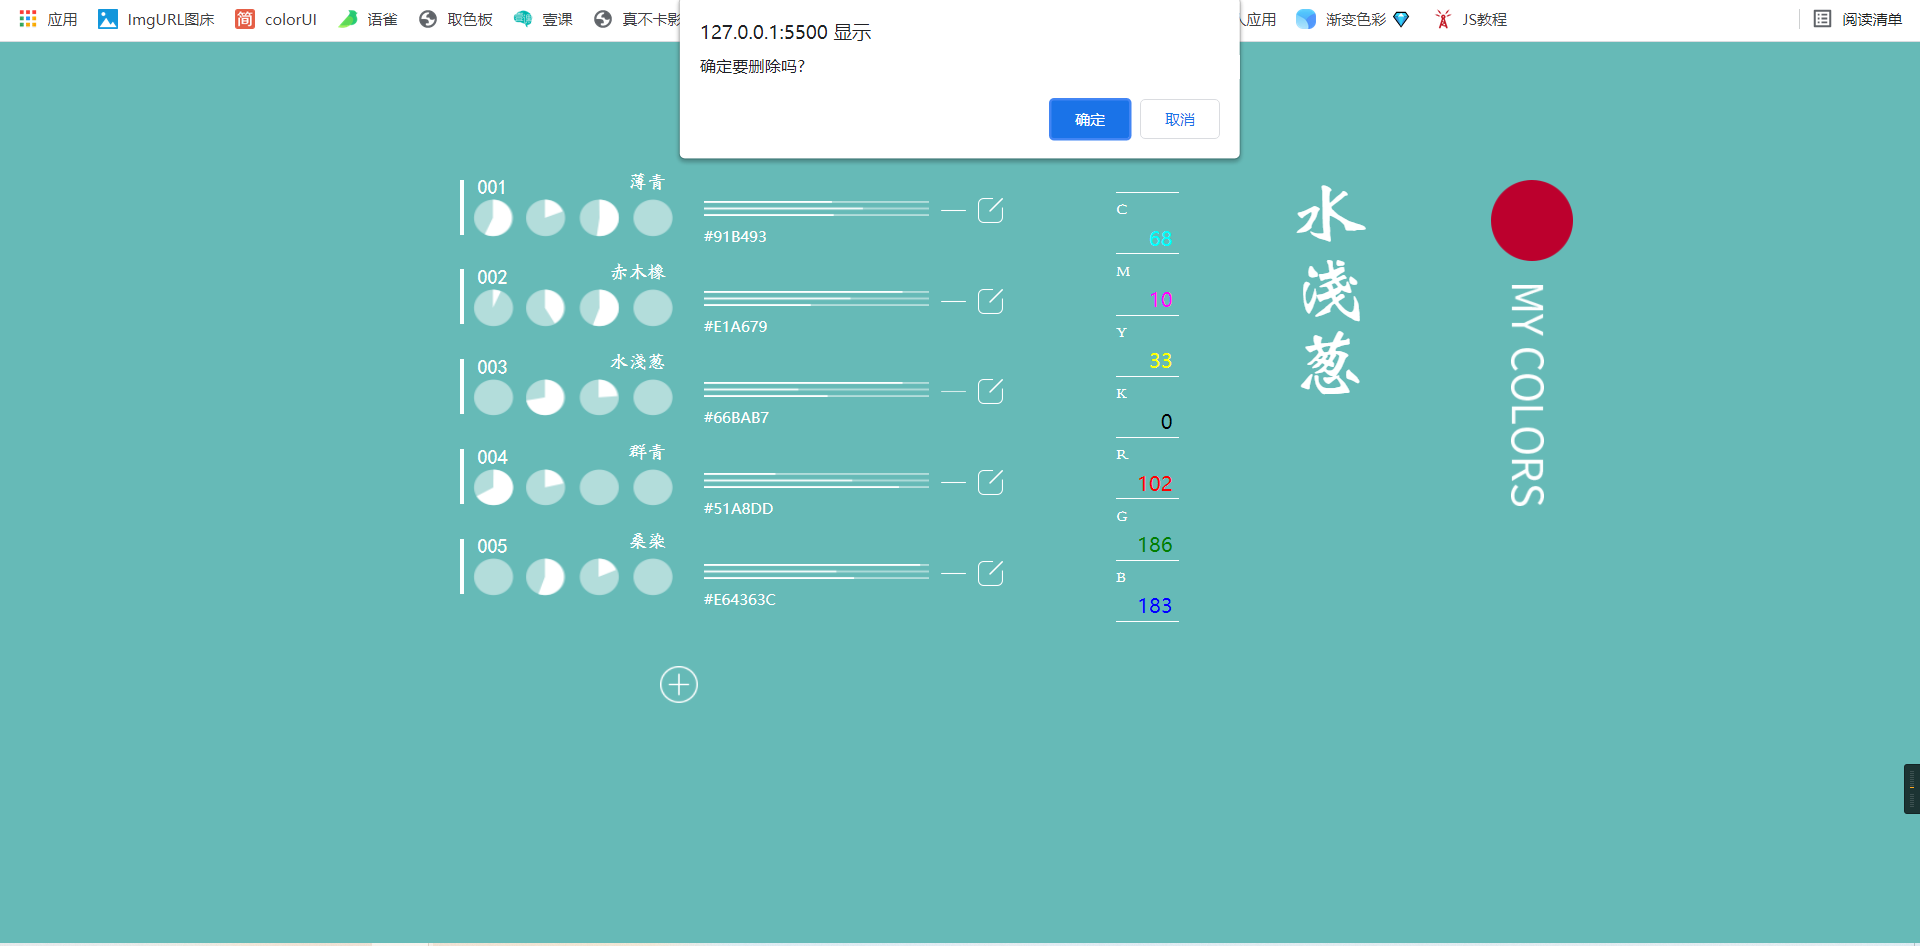 应用 ImgURL图床 colorUI 语雀 取色板 壹课 真不卡影
应用 渐变色彩 JS教程 阅读清单
127.0.0.1:5500 显示
确定要删除吗?
确定 取消
001 薄青
#91B493
002 赤木橡
#E1A679
003 水淺葱
#66BAB7
004 群青
#51A8DD
005 桑染
#E64363C
C
68
M
10
Y
33
K
0
R
102
G
186
B
183
水淺葱
MY COLORS